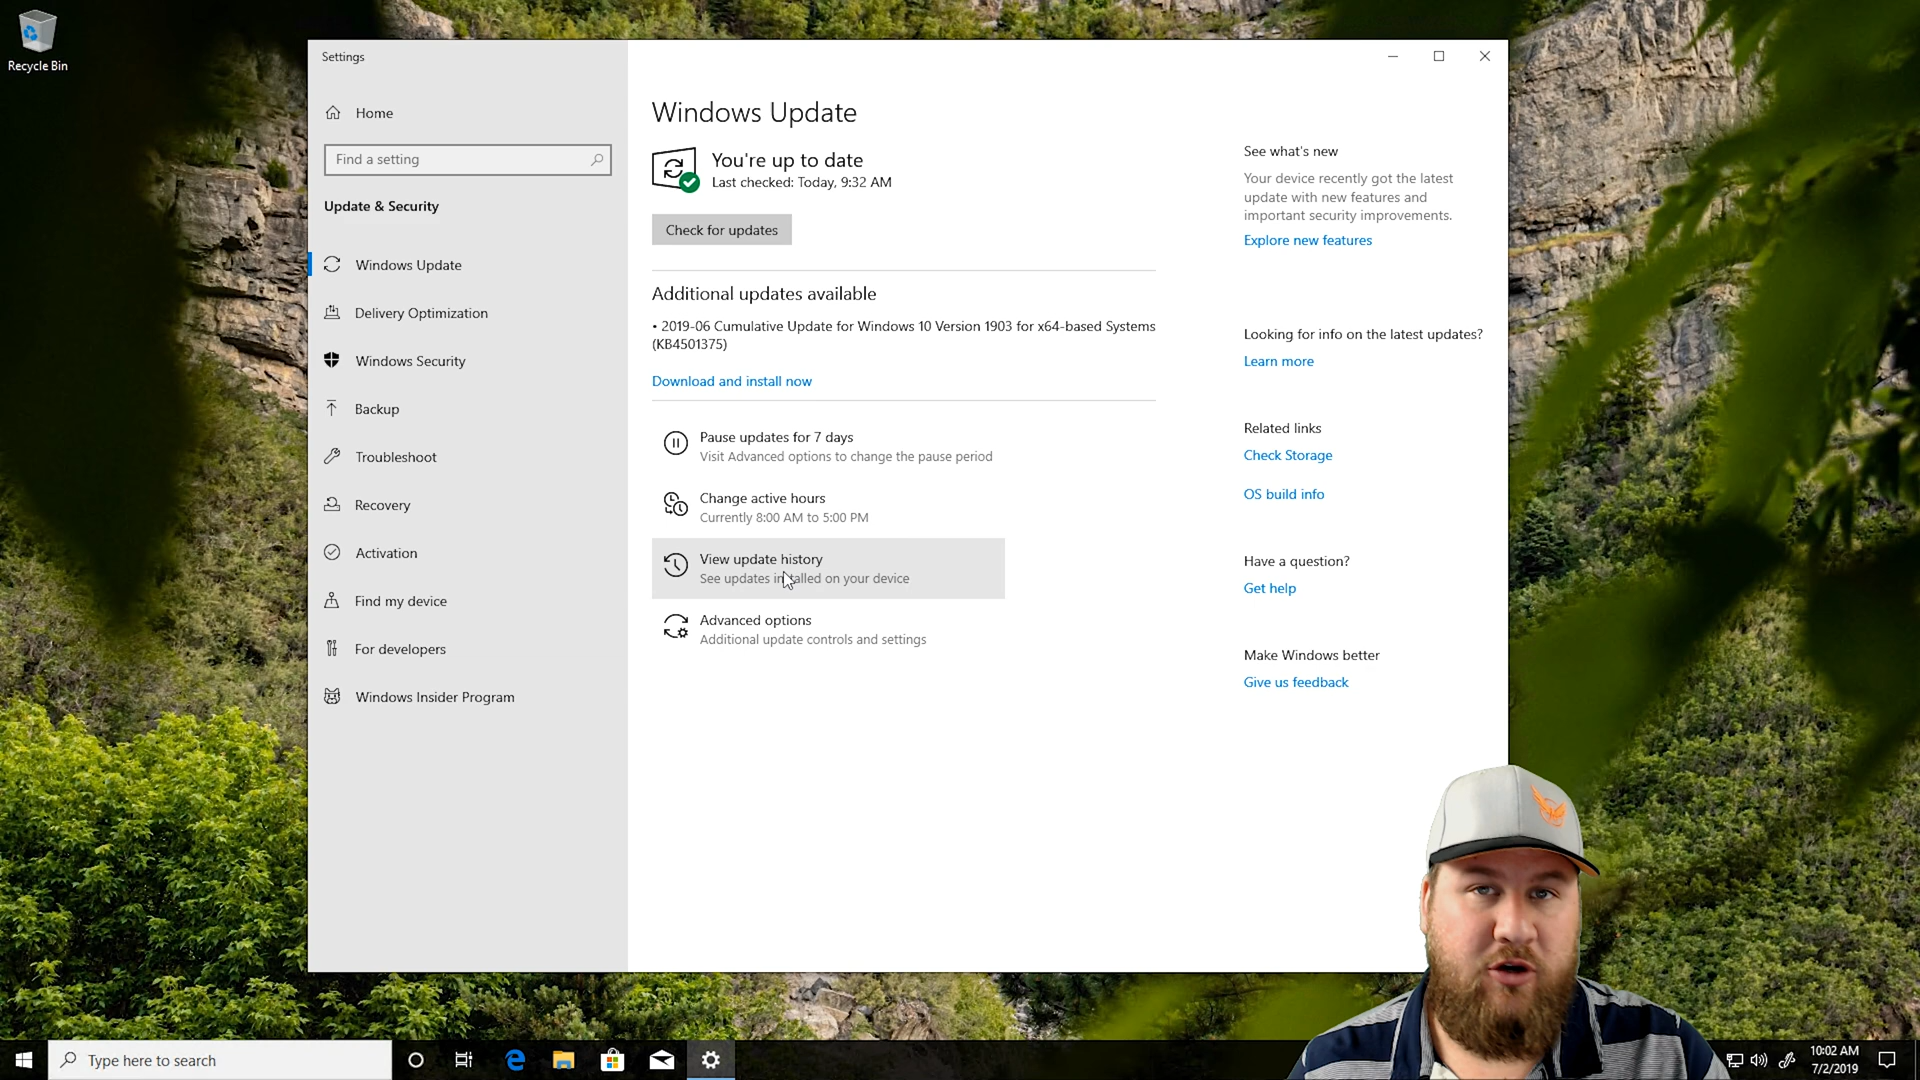 Recycle Bin
Settings
Home
Find a setting
Update & Security
Windows Update
Delivery Optimization
Windows Security
Backup
Troubleshoot
Recovery
Activation
Find my device
For developers
Windows Insider Program
Windows Update
You're up to date
Last checked: Today, 9:32 AM
Check for updates
Additional updates available
• 2019-06 Cumulative Update for Windows 10 Version 1903 for x64-based Systems
(KB4501375)
Download and install now
Pause updates for 7 days
Visit Advanced options to change the pause period
Change active hours
Currently 8:00 AM to 5:00 PM
View update history
See updates installed on your device
Advanced options
Additional update controls and settings
See what's new
Your device recently got the latest
update with new features and
important security improvements.
Explore new features
Looking for info on the latest updates?
Learn more
Related links
Check Storage
OS build info
Have a question?
Get help
Make Windows better
Give us feedback
Type here to search
10:02 AM
7/2/2019